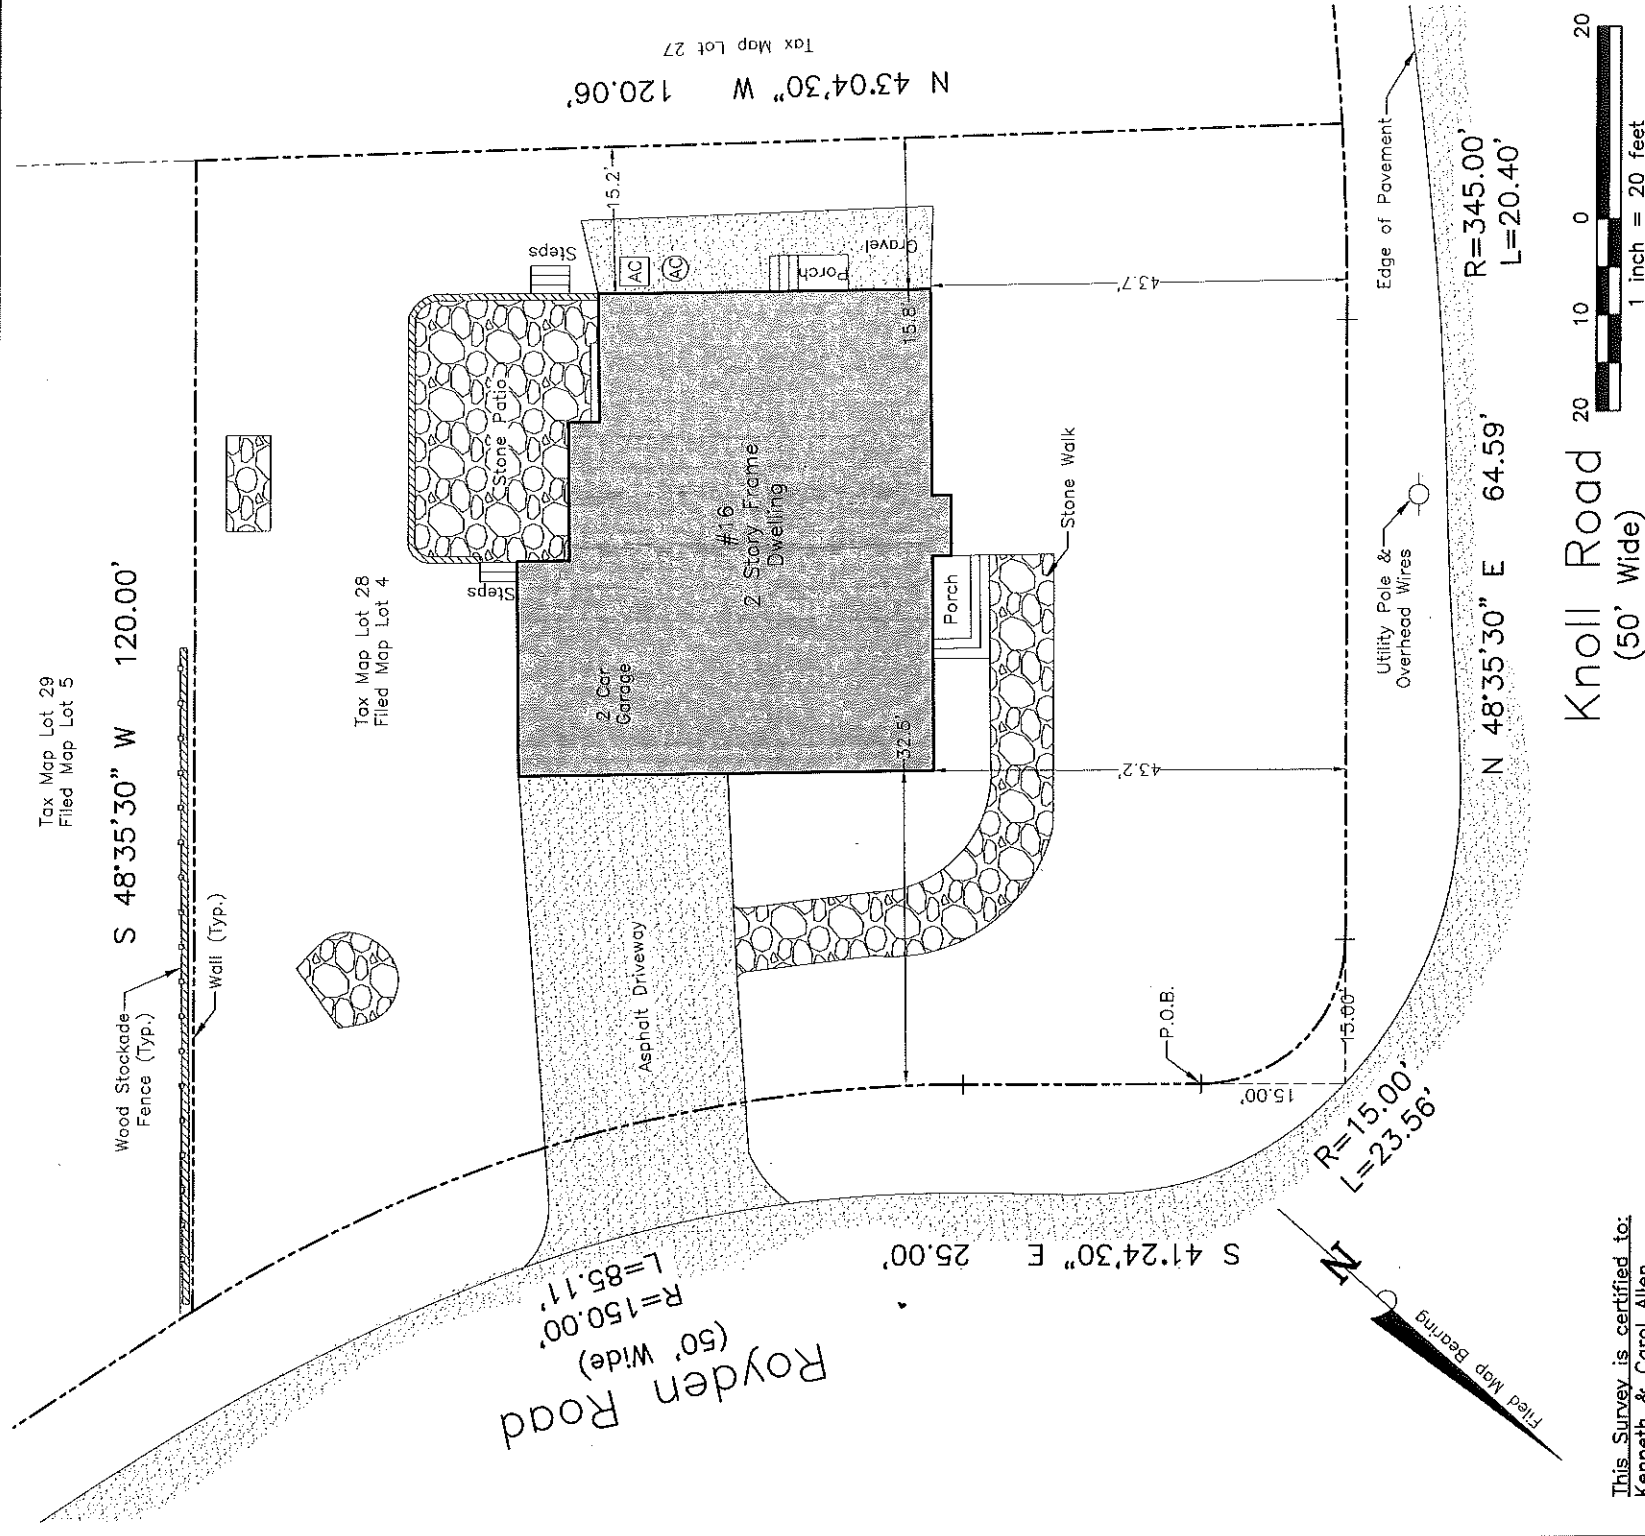 Tax Map Lot 29
Filed Map Lot 5
S 48°35'30" W 120.00'
Wood Stockade
Fence (Typ.)
Wall (Typ.)
Tax Map Lot 28
Filed Map Lot 4
Steps
Stone Patio
Steps
AC
AC
Porch
Gravel
15.2'
15.8'
N 43°04'30" W 120.06'
Tax Map Lot 27
#16
2 Story Frame
Dwelling
2 Car
Garage
32.5'
Porch
Stone Walk
43.7'
43.2'
Asphalt Driveway
P.O.B.
15.00'
15.00'
Utility Pole &
Overhead Wires
Edge of Pavement
R=345.00'
L=20.40'
N 48°35'30" E 64.59'
Knoll Road
(50' Wide)
R=15.00'
L=23.56'
S 41°24'30" E 25.00'
R=150.00'
L=85.11'
Royden Road
(50' Wide)
N
Filed Map Bearing
20 10 0 20
1 inch = 20 feet
This Survey is certified to:
Kenneth & Carol Allen